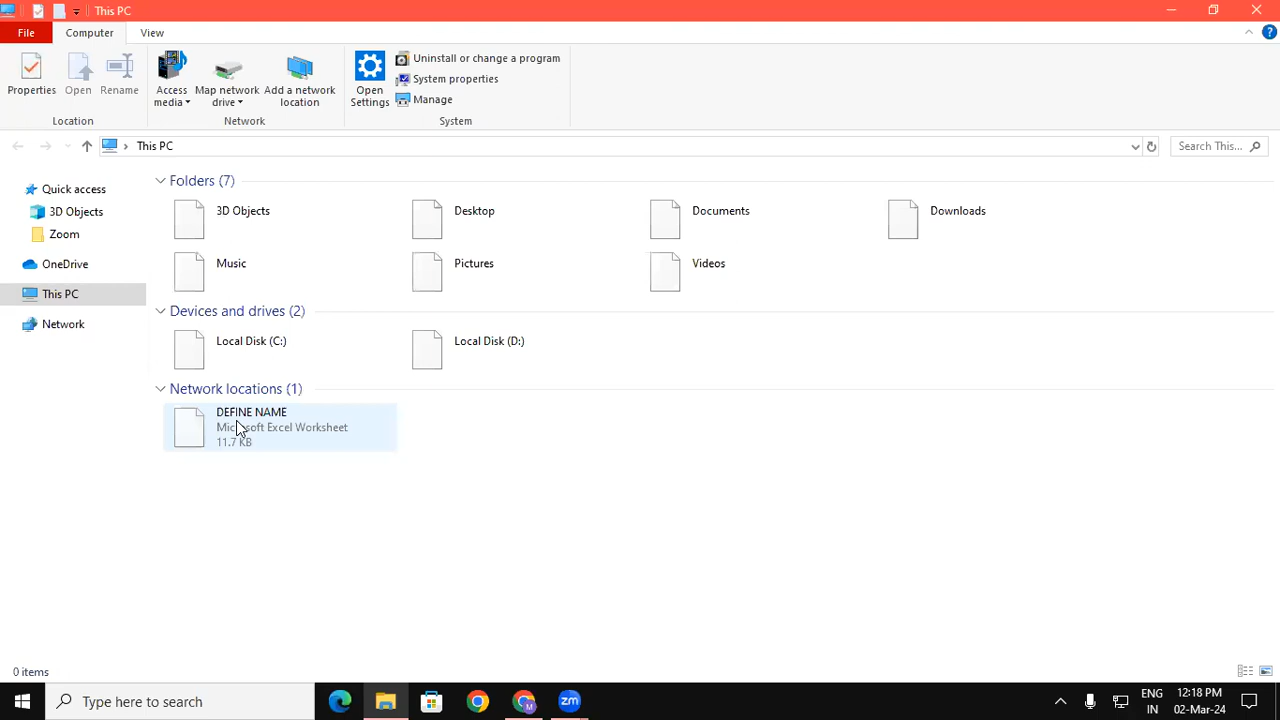 This PC
File
Computer
View
Properties
Open
Rename
Location
Access
media
Map network
drive
Add a network
location
Network
Open
Settings
Uninstall or change a program
System properties
Manage
System
This PC
Search This...
Quick access
3D Objects
Zoom
OneDrive
This PC
Network
Folders (7)
3D Objects
Desktop
Documents
Downloads
Music
Pictures
Videos
Devices and drives (2)
Local Disk (C:)
Local Disk (D:)
Network locations (1)
DEFINE NAME
Microsoft Excel Worksheet
11.7 KB
0 items
Type here to search
M
zm
ENG
IN
12:18 PM
02-Mar-24